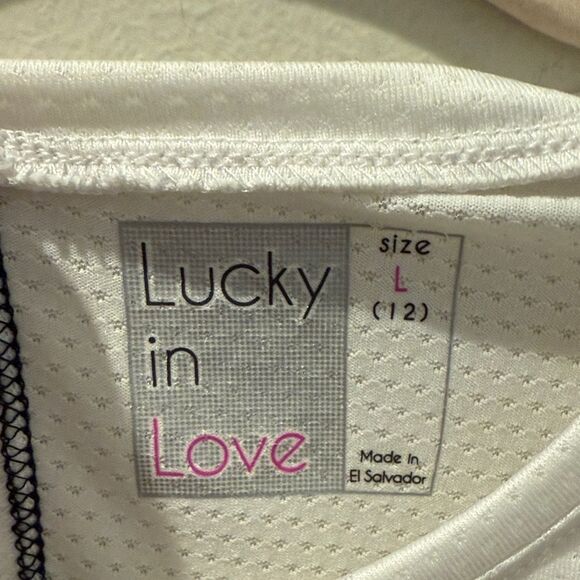 Lucky
in
Love
size
L
(12)
Made In
El Salvador